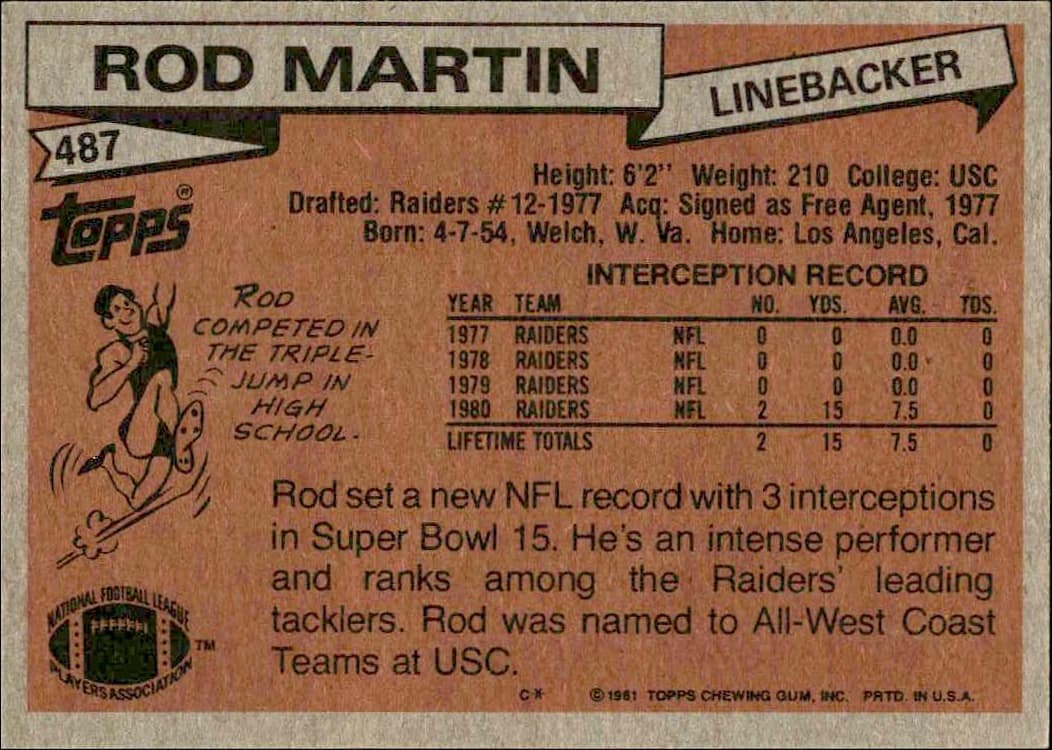 ROD MARTIN
LINEBACKER
487
Topps®
Height: 6'2" Weight: 210 College: USC
Drafted: Raiders #12-1977 Acq: Signed as Free Agent, 1977
Born: 4-7-54, Welch, W. Va. Home: Los Angeles, Cal.
ROD
COMPETED IN
THE TRIPLE-
JUMP IN
HIGH
SCHOOL.
INTERCEPTION RECORD
YEAR TEAM NO. YDS. AVG. TDS.
1977 RAIDERS NFL 0 0 0.0 0
1978 RAIDERS NFL 0 0 0.0 0
1979 RAIDERS NFL 0 0 0.0 0
1980 RAIDERS NFL 2 15 7.5 0
LIFETIME TOTALS 2 15 7.5 0
Rod set a new NFL record with 3 interceptions
in Super Bowl 15. He's an intense performer
and ranks among the Raiders' leading
tacklers. Rod was named to All-West Coast
Teams at USC.
NATIONAL FOOTBALL LEAGUE
PLAYERS ASSOCIATION
TM
C* © 1981 TOPPS CHEWING GUM, INC. PRTD. IN U.S.A.